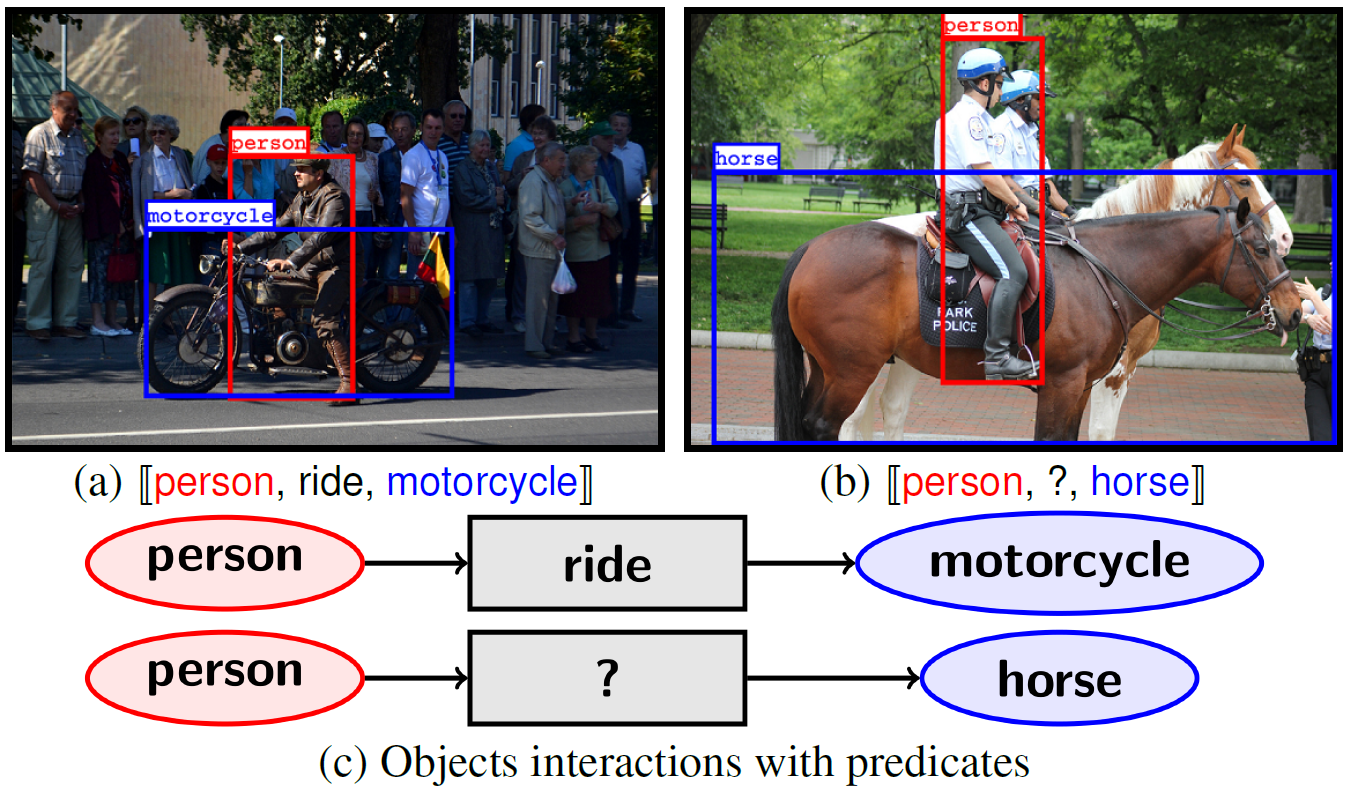 person
motorcycle
person
horse
PARK
POLICE
(a) ⟦person, ride, motorcycle⟧
(b) ⟦person, ?, horse⟧
person
ride
motorcycle
person
?
horse
(c) Objects interactions with predicates